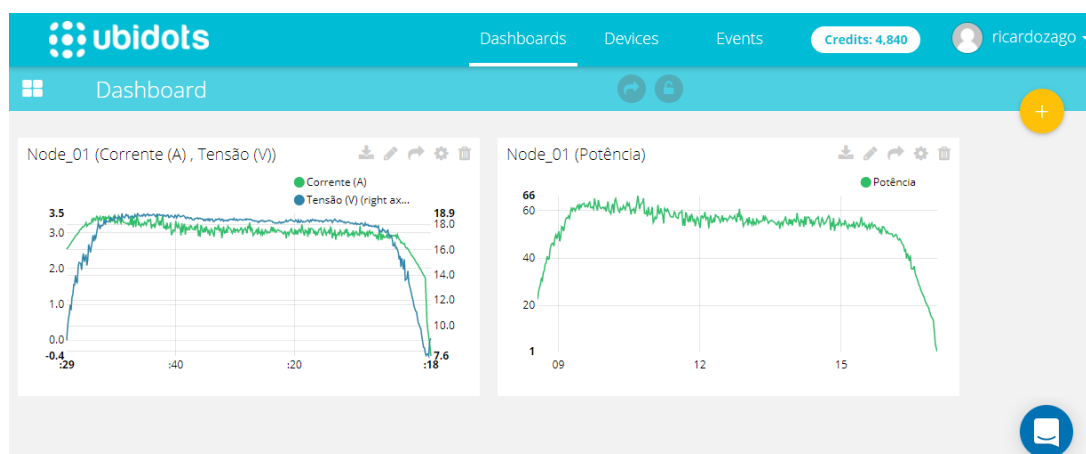 ubidots
Dashboards Devices Events Credits: 4,840 ricardozago
Dashboard
+
Node_01 (Corrente (A) , Tensão (V))
Corrente (A)
Tensão (V) (right ax...
3.5
3.0
2.0
1.0
0.0
-0.4
18.9
18.0
16.0
14.0
12.0
10.0
7.6
:29 :40 :20 :18
Node_01 (Potência)
Potência
66
60
40
20
1
09 12 15